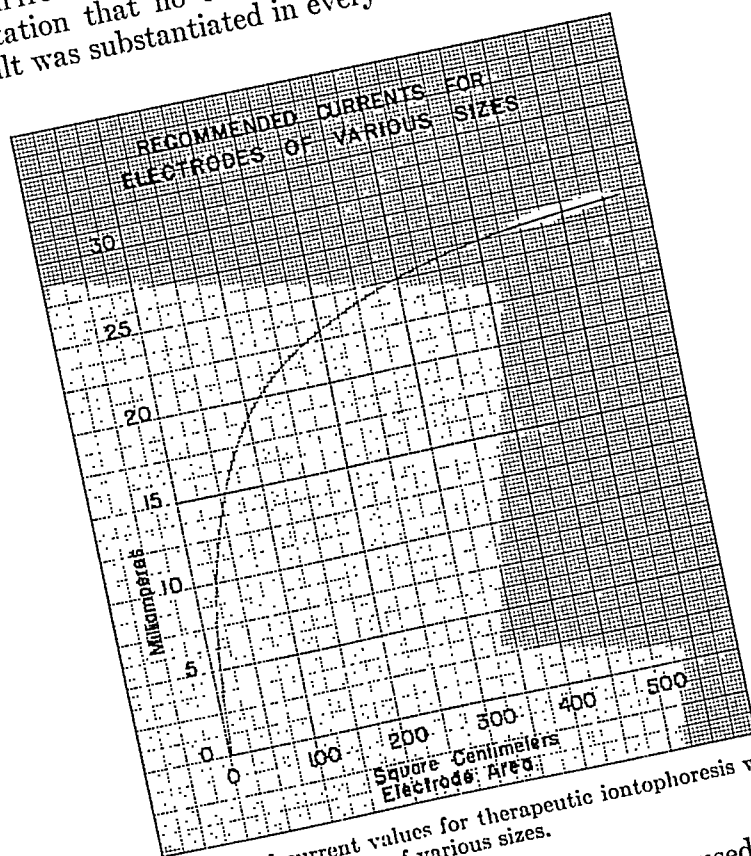 tation that no
lt was substantiated in every
RECOMMENDED CURRENTS FOR
ELECTRODES OF VARIOUS SIZES
30
25
20
15
10
5
0
Milliamperes
0 100 200 300 400 500
Square Centimeters
Electrode Area
current values for therapeutic iontophoresis
of various sizes.